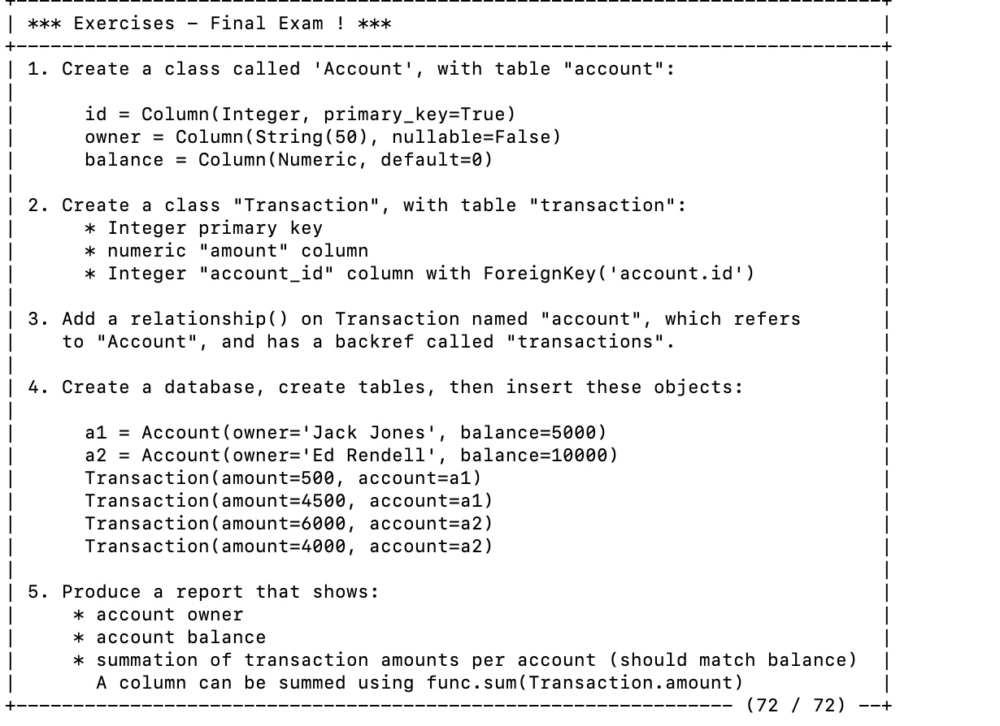 +----------------------------------------------------------------------------+
| *** Exercises – Final Exam ! ***                                           |
+----------------------------------------------------------------------------+
| 1. Create a class called 'Account', with table "account":                  |
|                                                                            |
|      id = Column(Integer, primary_key=True)                                |
|      owner = Column(String(50), nullable=False)                            |
|      balance = Column(Numeric, default=0)                                  |
|                                                                            |
| 2. Create a class "Transaction", with table "transaction":                 |
|      * Integer primary key                                                 |
|      * numeric "amount" column                                             |
|      * Integer "account_id" column with ForeignKey('account.id')           |
|                                                                            |
| 3. Add a relationship() on Transaction named "account", which refers       |
|    to "Account", and has a backref called "transactions".                  |
|                                                                            |
| 4. Create a database, create tables, then insert these objects:            |
|                                                                            |
|      a1 = Account(owner='Jack Jones', balance=5000)                        |
|      a2 = Account(owner='Ed Rendell', balance=10000)                       |
|      Transaction(amount=500, account=a1)                                   |
|      Transaction(amount=4500, account=a1)                                  |
|      Transaction(amount=6000, account=a2)                                  |
|      Transaction(amount=4000, account=a2)                                  |
|                                                                            |
| 5. Produce a report that shows:                                            |
|     * account owner                                                        |
|     * account balance                                                      |
|     * summation of transaction amounts per account (should match balance)  |
|       A column can be summed using func.sum(Transaction.amount)            |
+---------------------------------------------------------------- (72 / 72) --+